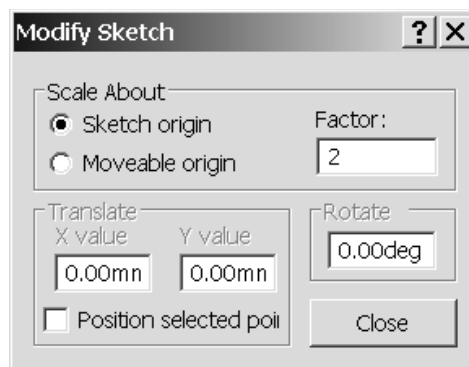 Modify Sketch
Scale About
Sketch origin
Moveable origin
Factor:
2
Translate
X value
Y value
0.00mn
0.00mn
Position selected poi
Rotate
0.00deg
Close